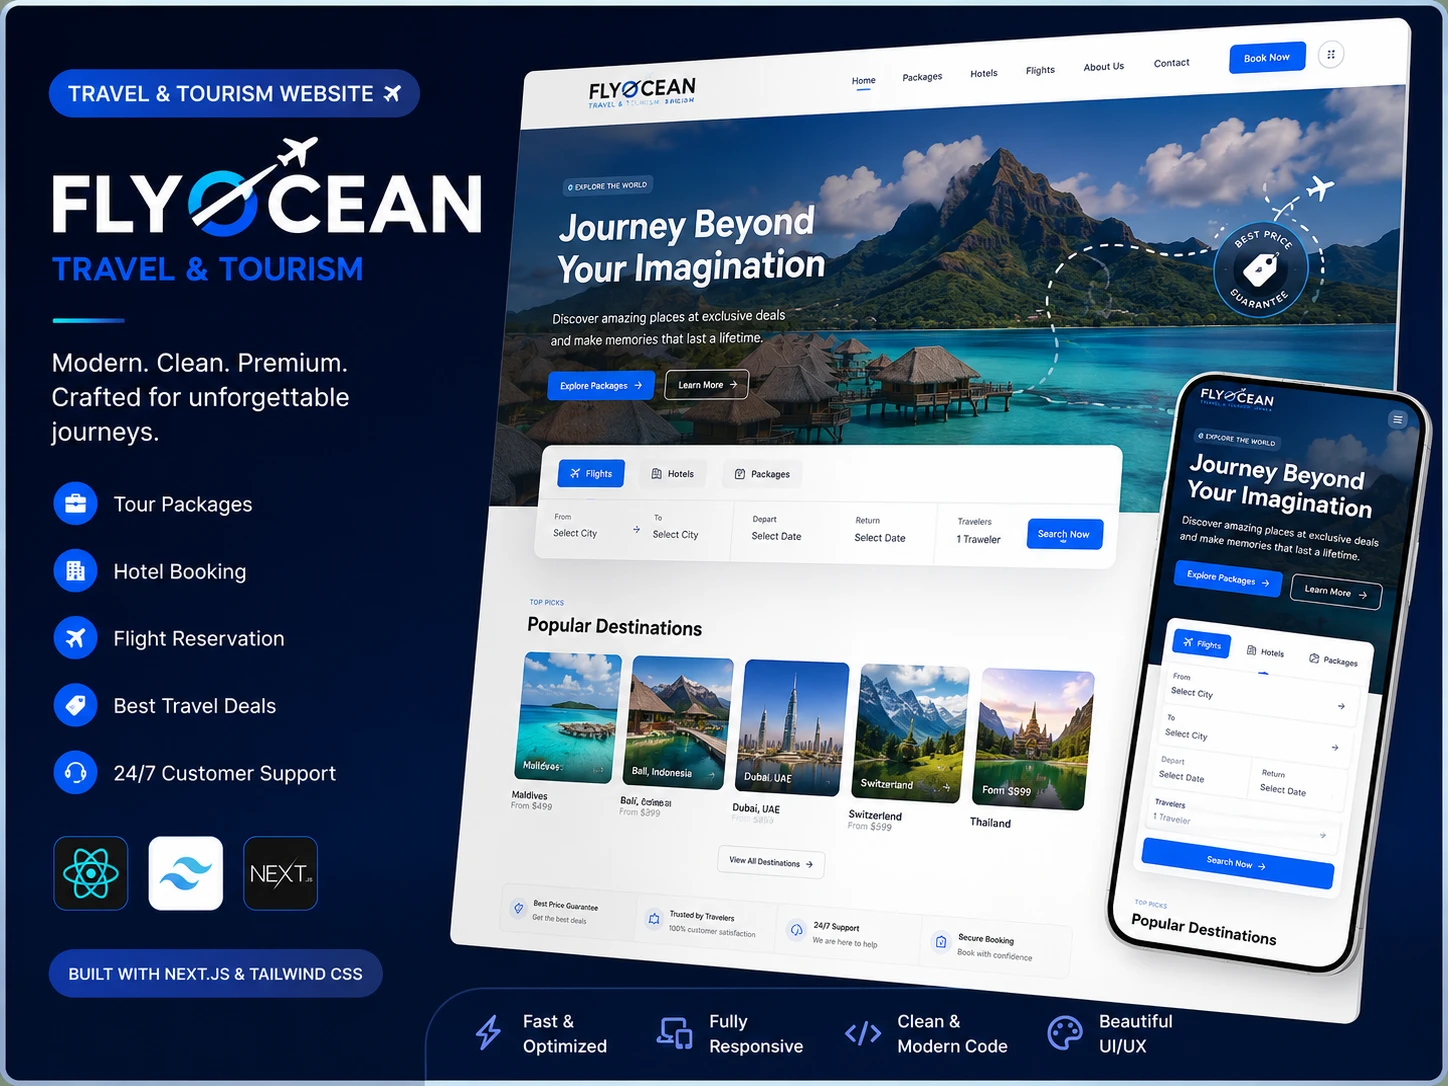 TRAVEL & TOURISM WEBSITE
FLYOCEAN
TRAVEL & TOURISM
Modern. Clean. Premium.
Crafted for unforgettable
journeys.
Tour Packages
Hotel Booking
Flight Reservation
Best Travel Deals
24/7 Customer Support
NEXT.JS
BUILT WITH NEXT.JS & TAILWIND CSS
FLYOCEAN
TRAVEL &
Home
Packages
Hotels
Flights
About Us
Contact
Book Now
EXPLORE THE WORLD
Journey Beyond
Your Imagination
Discover amazing places at exclusive deals
and make memories that last a lifetime.
Explore Packages
Learn More
BEST PRICE
GUARANTEE
Flights
Hotels
Packages
From
Select City
To
Select City
Depart
Select Date
Return
Select Date
Travelers
1 Traveler
Search Now
TOP PICKS
Popular Destinations
Maldives
Bali, Indonesia
Dubai, UAE
Switzerland
Fonn $999
Maldives
From $499
Bali,
From $399
Dubai, UAE
From
Switzerlend
From $599
Thailand
View All Destinations
Best Price Guarantee
Get the best deals
Trusted by Travelers
100% customer satisfaction
24/7 Support
We are here to help
Secure Booking
Book with confidence
FLYOCEAN
EXPLORE THE WORLD
Journey Beyond
Your Imagination
Discover amazing places at exclusive deals
and make memories that last a lifetime.
Explore Packages
Learn More
Flights
Hotels
Packages
From
Select City
To
Select City
Depart
Select Date
Return
Select Date
Travelers
1 Traveler
Search Now
TOP PICKS
Popular Destinations
Fast &
Optimized
Fully
Responsive
Clean &
Modern Code
Beautiful
UI/UX